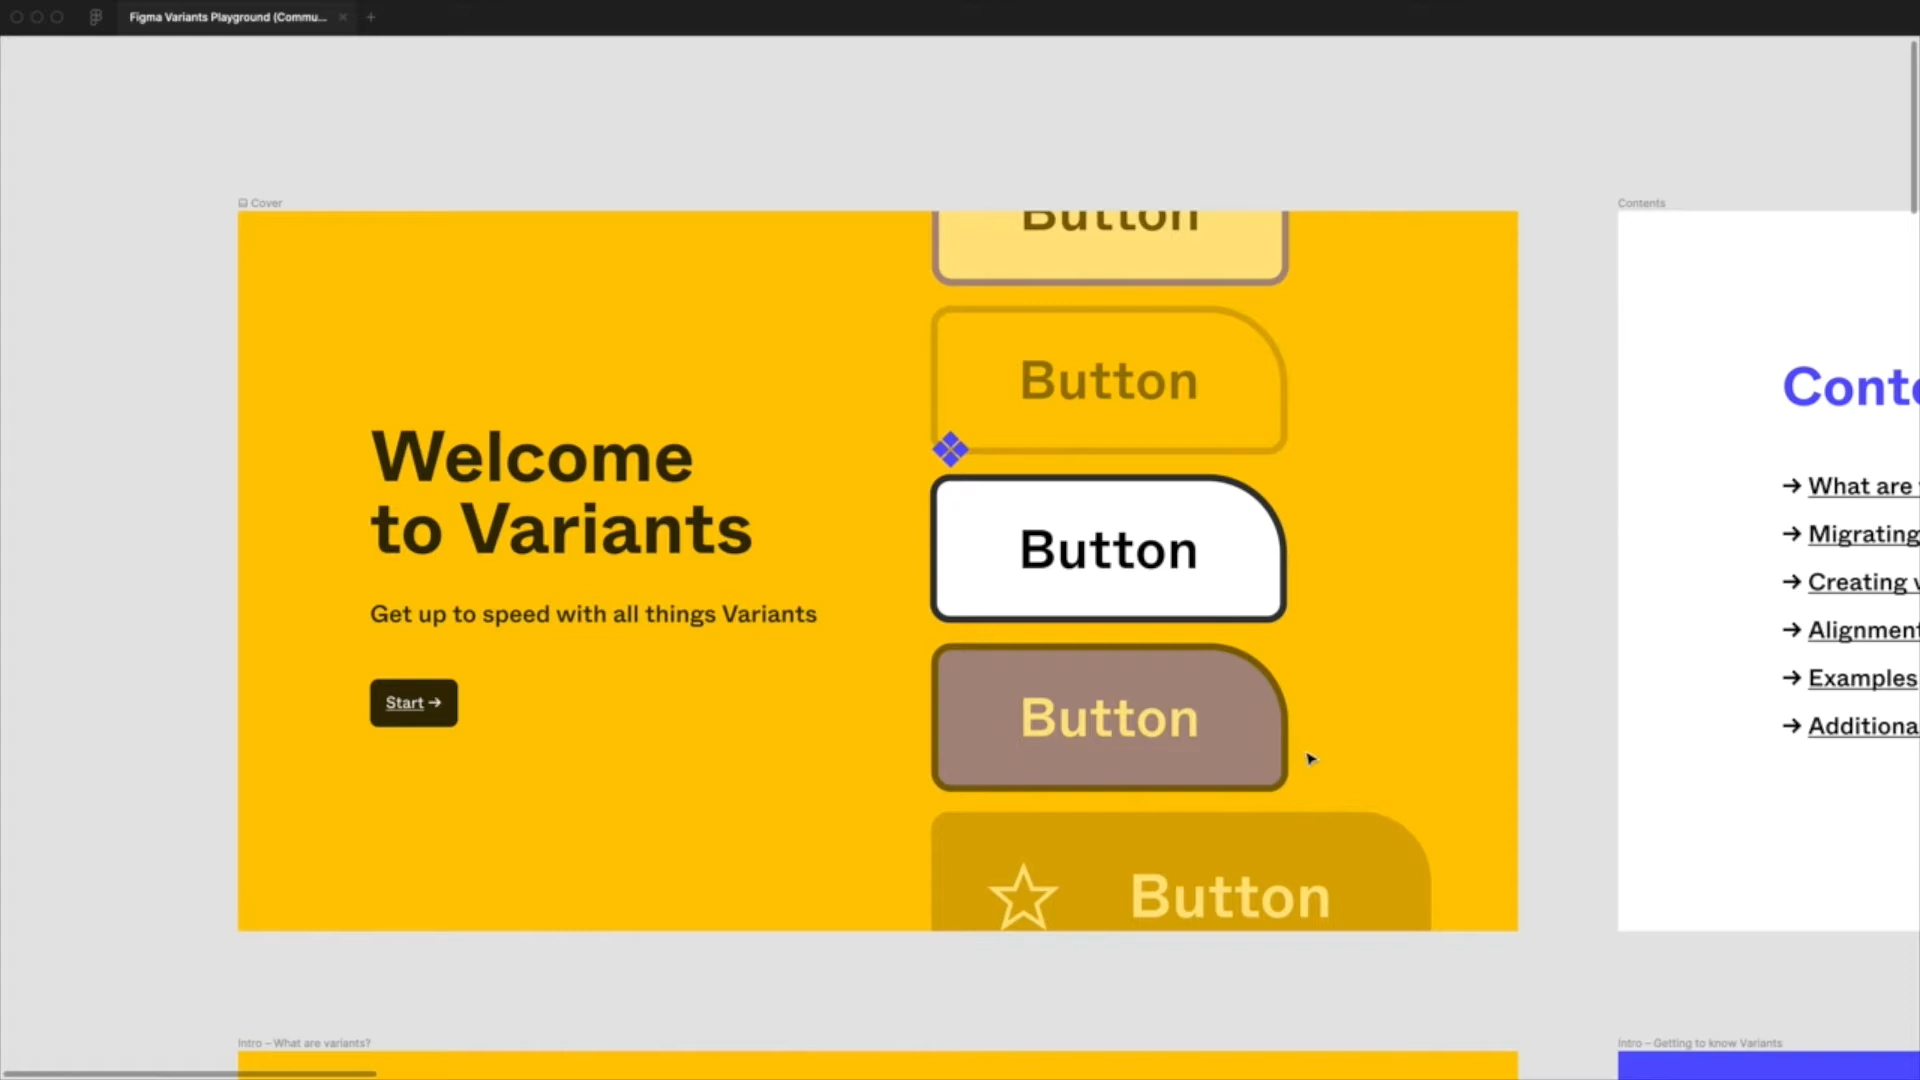 Figma Variants Playground (Commu...
Cover
Contents
Button
Button
Conte
Welcome
to Variants
What are
Button
Migrating
Creating v
Get up to speed with all things Variants
Alignment
Examples
Start →
Button
Additiona
Button
Intro – What are variants?
Intro – Getting to know Variants